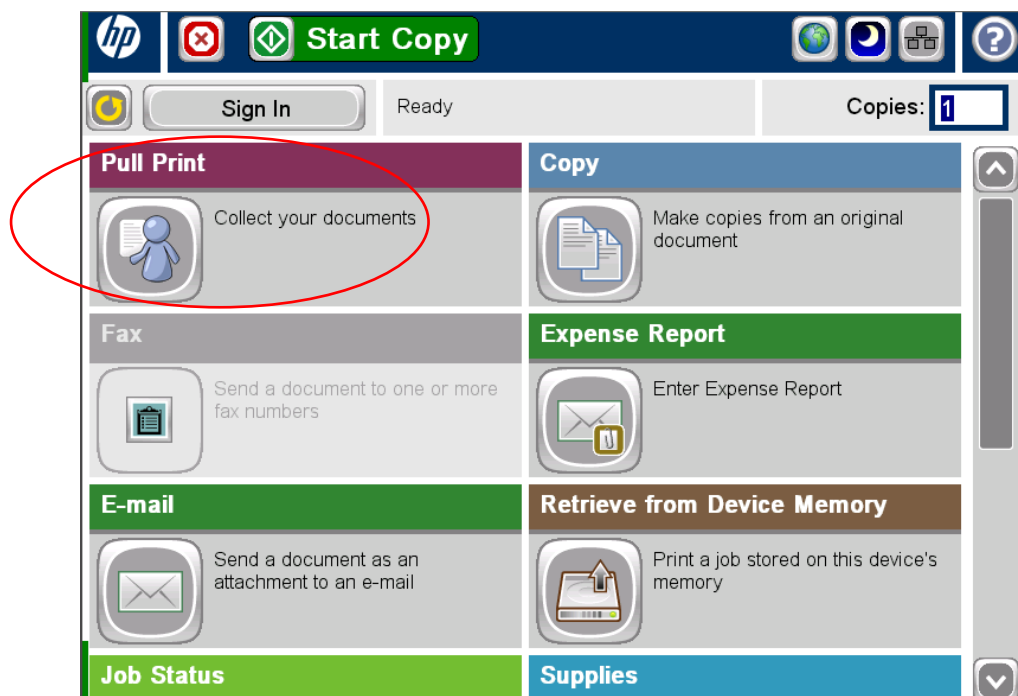 hp
Start Copy
?
Sign In
Ready
Copies: 1
Pull Print
Collect your documents
Copy
Make copies from an original
document
Fax
Send a document to one or more
fax numbers
Expense Report
Enter Expense Report
E-mail
Send a document as an
attachment to an e-mail
Retrieve from Device Memory
Print a job stored on this device's
memory
Job Status
Supplies